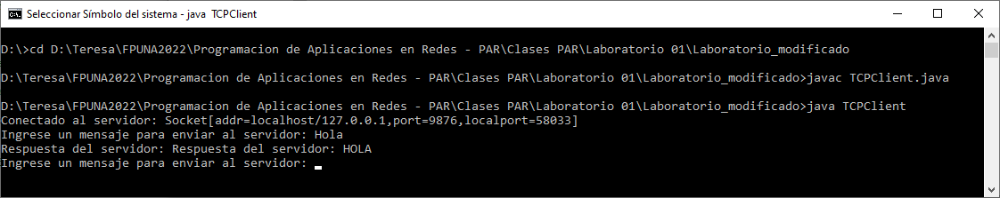 Seleccionar Símbolo del sistema - java  TCPClient
D:\>cd D:\Teresa\FPUNA2022\Programacion de Aplicaciones en Redes - PAR\Clases PAR\Laboratorio 01\Laboratorio_modificado
D:\Teresa\FPUNA2022\Programacion de Aplicaciones en Redes - PAR\Clases PAR\Laboratorio 01\Laboratorio_modificado>javac TCPClient.java
D:\Teresa\FPUNA2022\Programacion de Aplicaciones en Redes - PAR\Clases PAR\Laboratorio 01\Laboratorio_modificado>java TCPClient
Conectado al servidor: Socket[addr=localhost/127.0.0.1,port=9876,localport=58033]
Ingrese un mensaje para enviar al servidor: Hola
Respuesta del servidor: Respuesta del servidor: HOLA
Ingrese un mensaje para enviar al servidor: